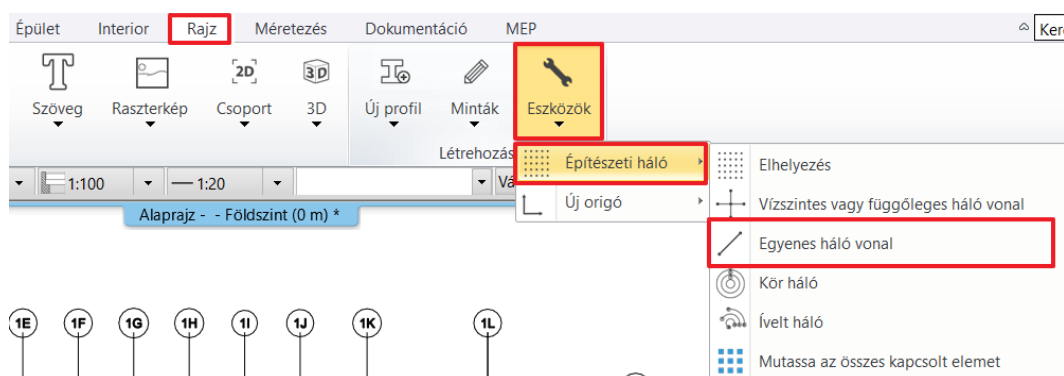 Épület Interior Rajz Méretezés Dokumentáció MEP
2D 3D
Szöveg Raszterkép Csoport 3D Új profil Minták Eszközök
Létrehozás
Építészeti háló
Új origó
Elhelyezés
Vízszintes vagy függőleges háló vonal
Egyenes háló vonal
Kör háló
Ívelt háló
Mutassa az összes kapcsolt elemet
1:100 1:20
Alaprajz - - Földszint (0 m) *
1E 1F 1G 1H 1I 1J 1K 1L